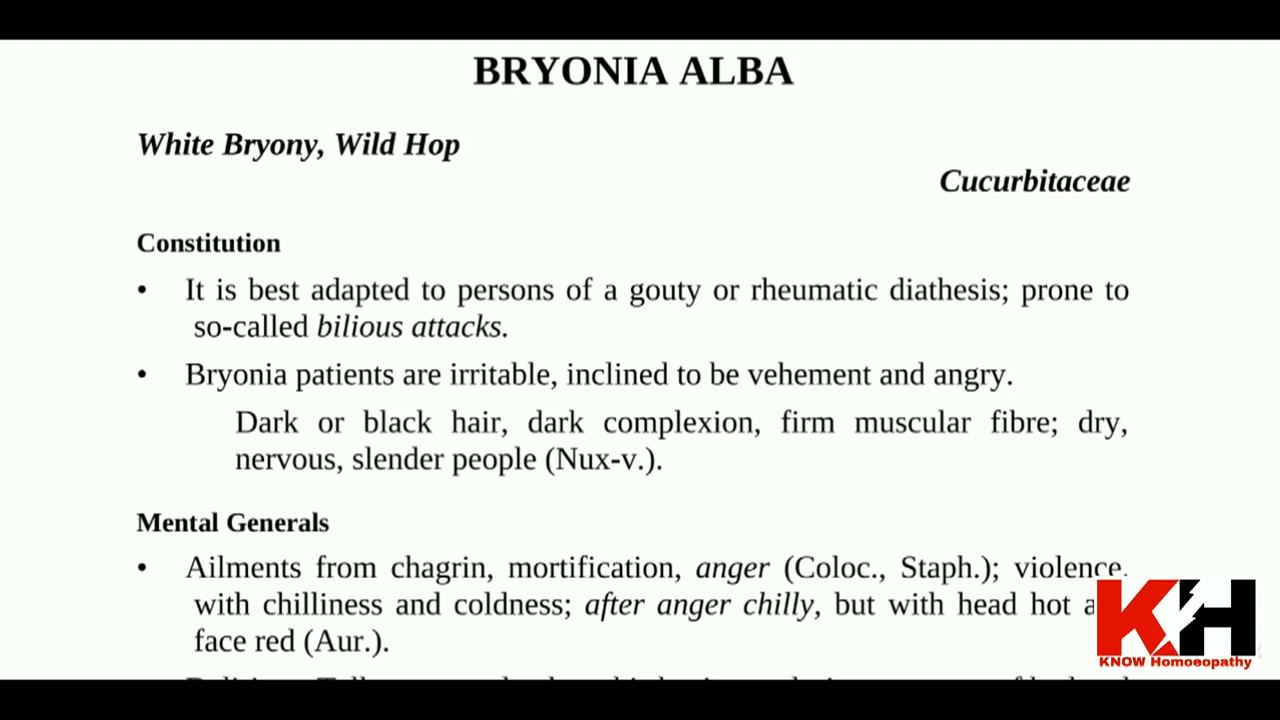 BRYONIA ALBA
White Bryony, Wild Hop
Cucurbitaceae
Constitution
• It is best adapted to persons of a gouty or rheumatic diathesis; prone to
so-called bilious attacks.
• Bryonia patients are irritable, inclined to be vehement and angry.
Dark or black hair, dark complexion, firm muscular fibre; dry,
nervous, slender people (Nux-v.).
Mental Generals
• Ailments from chagrin, mortification, anger (Coloc., Staph.); violence,
with chilliness and coldness; after anger chilly, but with head hot
face red (Aur.).
KH
KNOW Homoeopathy